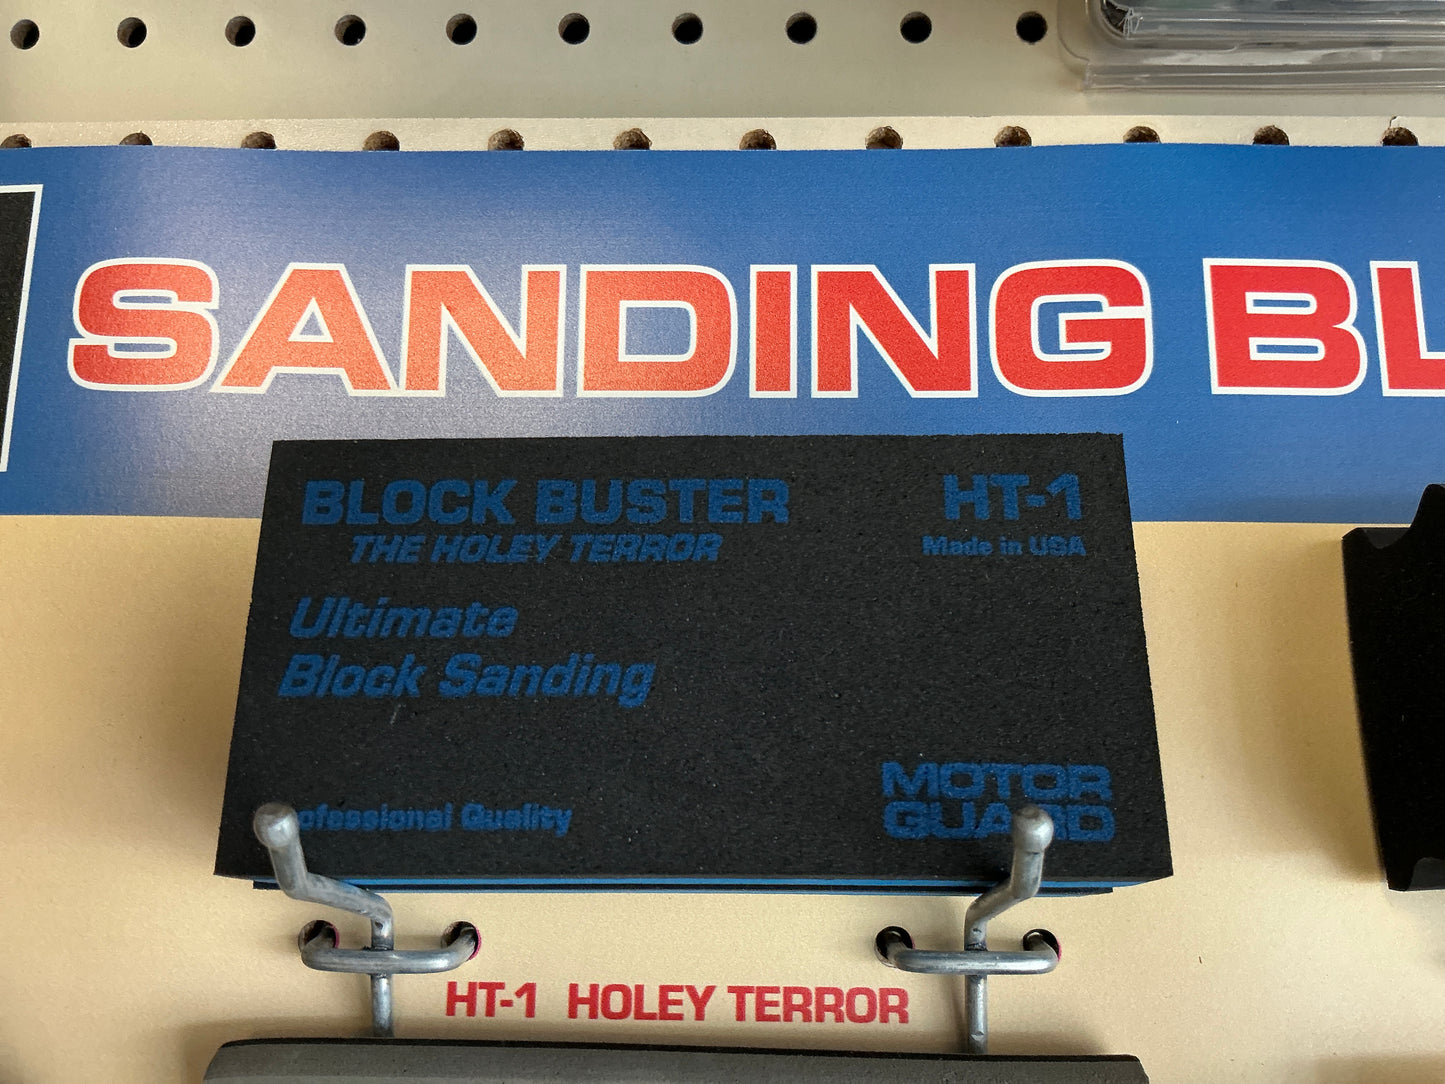 SANDING BL
BLOCK BUSTER
THE HOLEY TERROR
HT-1
Made in USA
Ultimate
Block Sanding
ofessional Quality
MOTOR
GUARD
HT-1 HOLEY TERROR